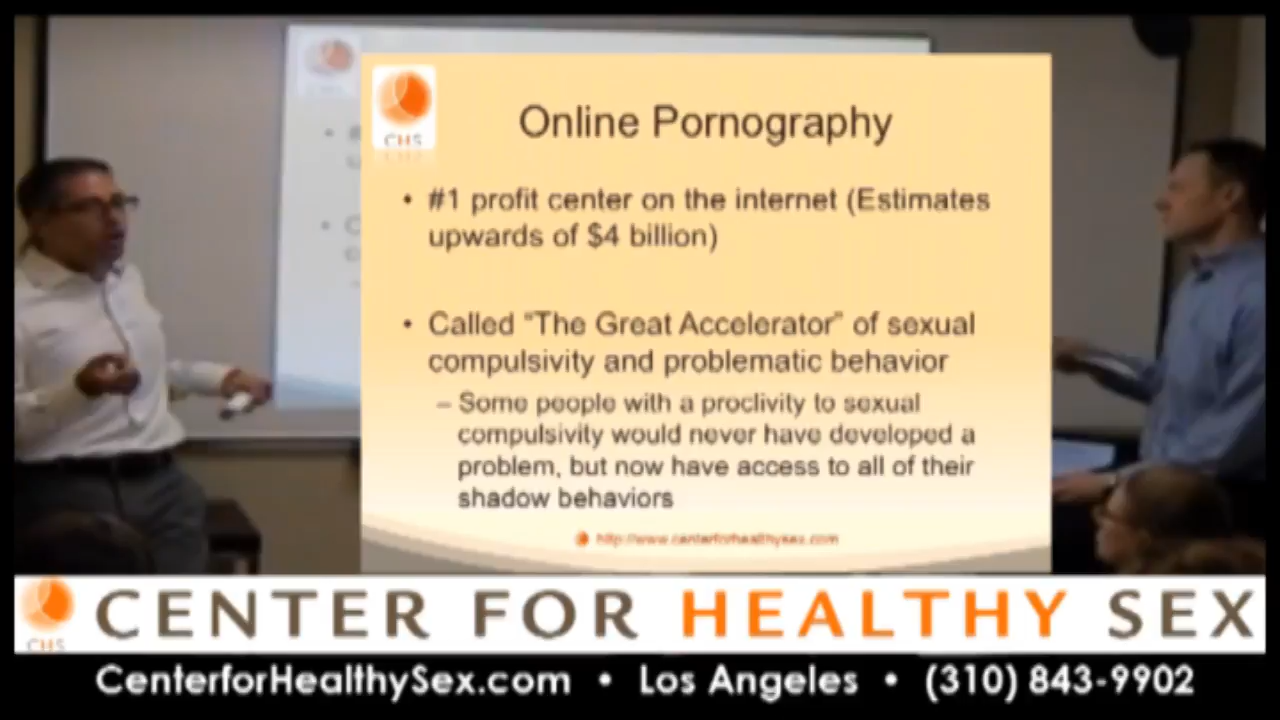 CHS
Online Pornography
• #1 profit center on the internet (Estimates
upwards of $4 billion)
• Called “The Great Accelerator” of sexual
compulsivity and problematic behavior
– Some people with a proclivity to sexual
compulsivity would never have developed a
problem, but now have access to all of their
shadow behaviors
http://www.centerforhealthysex.com
CHS
CENTER FOR HEALTHY SEX
CenterforHealthySex.com • Los Angeles • (310) 843-9902